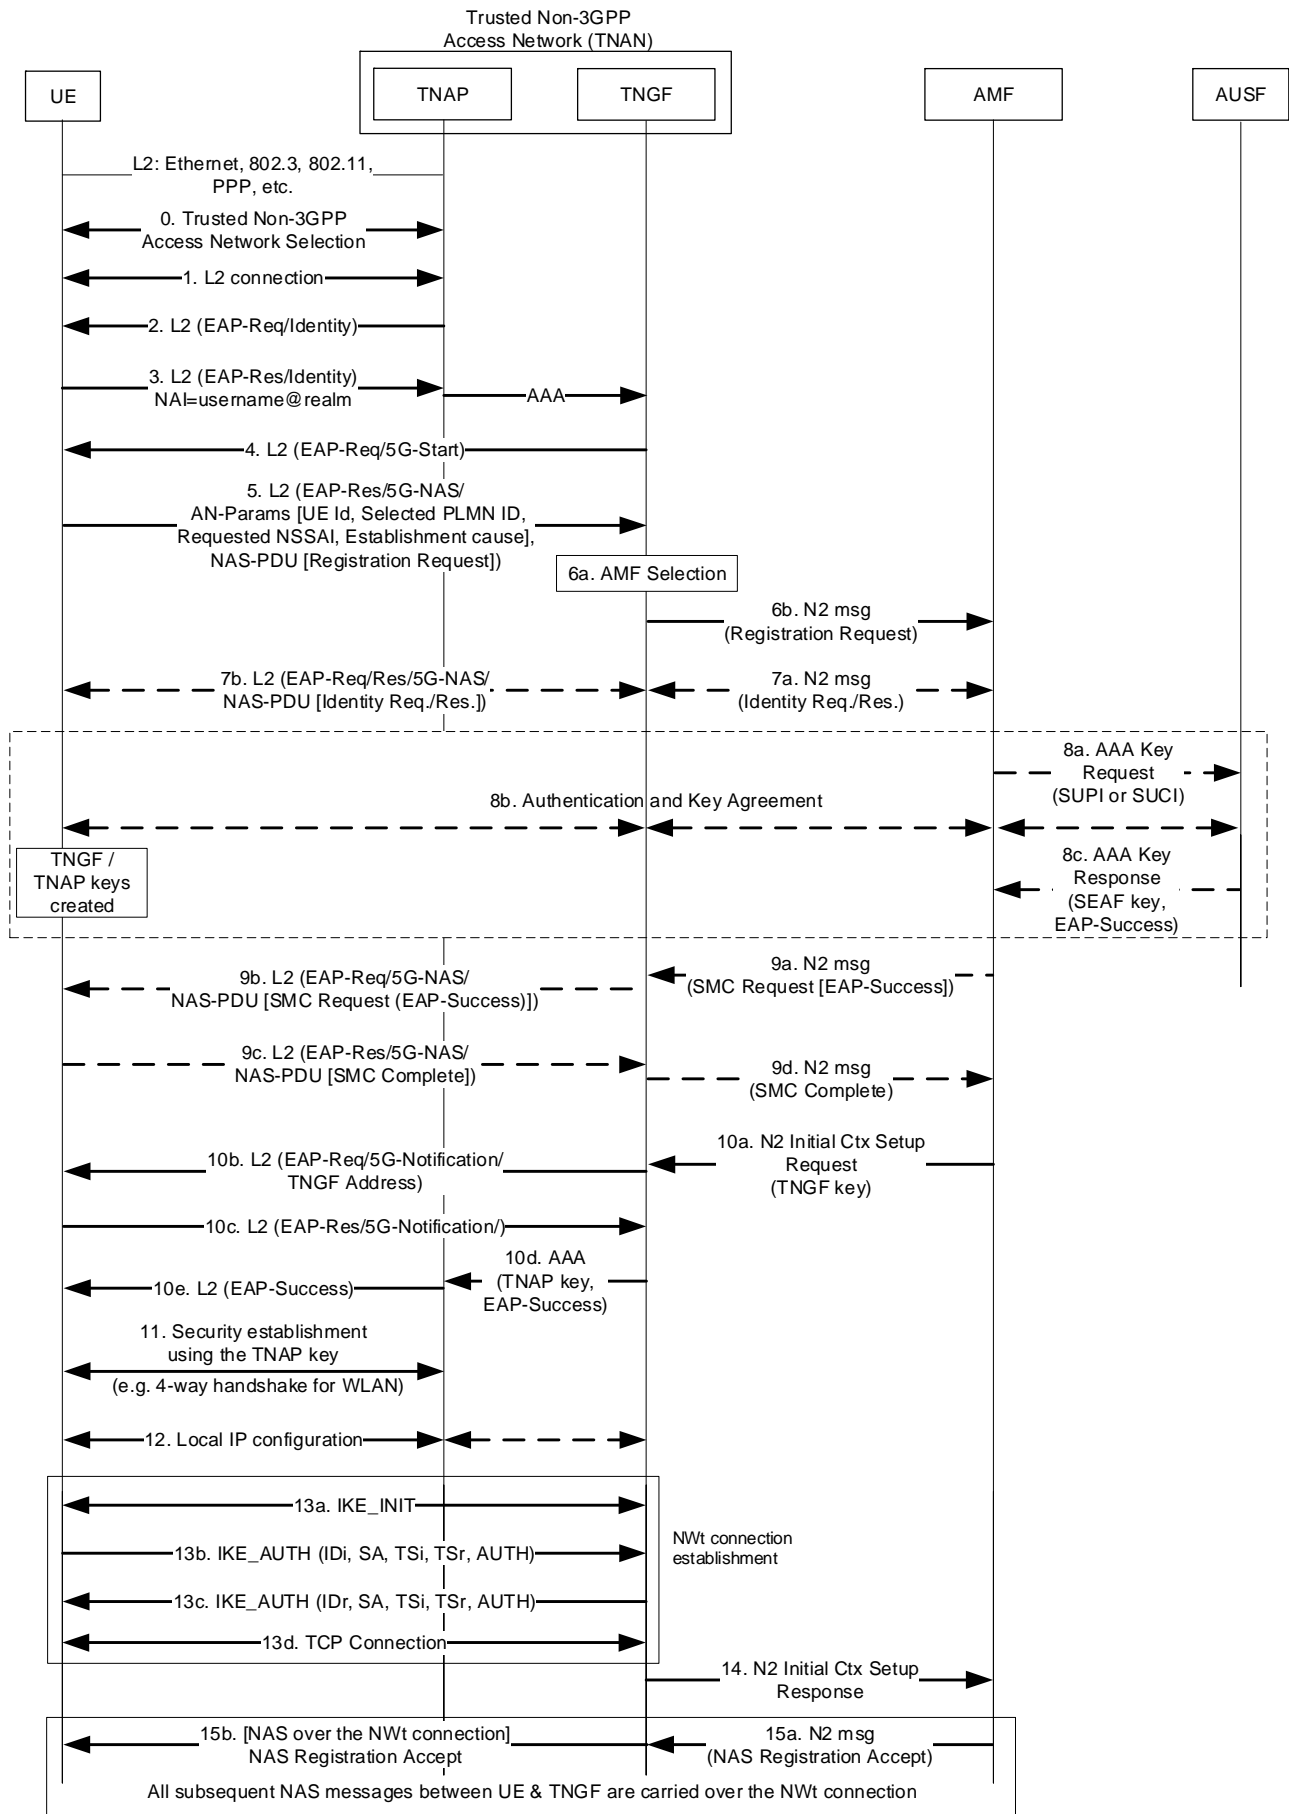 Trusted Non-3GPP
Access Network (TNAN)
UE
TNAP
TNGF
AMF
AUSF
L2: Ethernet, 802.3, 802.11,
PPP, etc.
0. Trusted Non-3GPP
Access Network Selection
1. L2 connection
2. L2 (EAP-Req/Identity)
3. L2 (EAP-Res/Identity)
NAI=username@realm
AAA
4. L2 (EAP-Req/5G-Start)
5. L2 (EAP-Res/5G-NAS/
AN-Params [UE Id, Selected PLMN ID,
Requested NSSAI, Establishment cause],
NAS-PDU [Registration Request])
6a. AMF Selection
6b. N2 msg
(Registration Request)
7b. L2 (EAP-Req/Res/5G-NAS/
NAS-PDU [Identity Req./Res.])
7a. N2 msg
(Identity Req./Res.)
8a. AAA Key
Request
(SUPI or SUCI)
8b. Authentication and Key Agreement
TNGF /
TNAP keys
created
8c. AAA Key
Response
(SEAF key,
EAP-Success)
9b. L2 (EAP-Req/5G-NAS/
NAS-PDU [SMC Request (EAP-Success)])
9a. N2 msg
(SMC Request [EAP-Success])
9c. L2 (EAP-Res/5G-NAS/
NAS-PDU [SMC Complete])
9d. N2 msg
(SMC Complete)
10a. N2 Initial Ctx Setup
Request
(TNGF key)
10b. L2 (EAP-Req/5G-Notification/
TNGF Address)
10c. L2 (EAP-Res/5G-Notification/)
10d. AAA
(TNAP key,
EAP-Success)
10e. L2 (EAP-Success)
11. Security establishment
using the TNAP key
(e.g. 4-way handshake for WLAN)
12. Local IP configuration
13a. IKE_INIT
13b. IKE_AUTH (IDi, SA, TSi, TSr, AUTH)
NWt connection
establishment
13c. IKE_AUTH (IDr, SA, TSi, TSr, AUTH)
13d. TCP Connection
14. N2 Initial Ctx Setup
Response
15b. [NAS over the NWt connection]
NAS Registration Accept
15a. N2 msg
(NAS Registration Accept)
All subsequent NAS messages between UE & TNGF are carried over the NWt connection